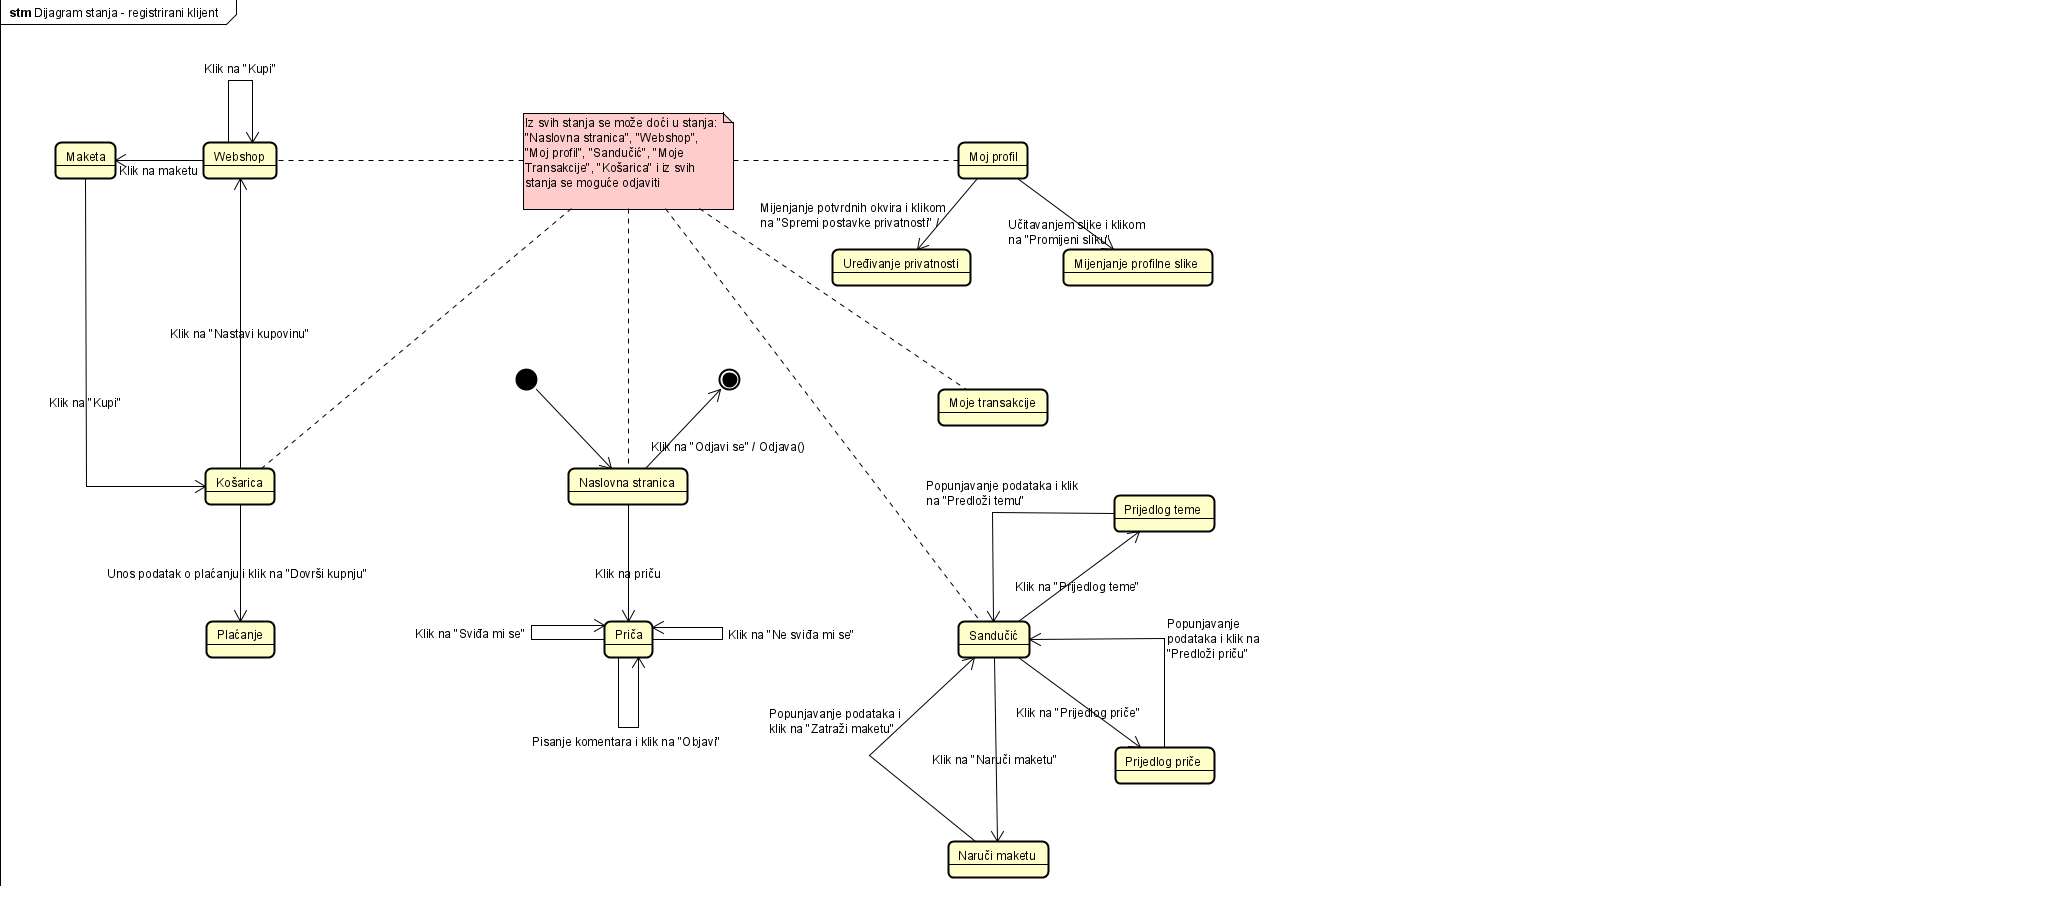 stm Dijagram stanja - registrirani klijent
Klik na "Kupi"
Iz svih stanja se može doći u stanja:
"Naslovna stranica", "Webshop",
"Moj profil", "Sandučić", "Moje
Transakcije", "Košarica" i iz svih
stanja se moguće odjaviti
Maketa
Webshop
Moj profil
Klik na maketu
Mijenjanje potvrdnih okvira i klikom
na "Spremi postavke privatnosti" /
Učitavanjem slike i klikom
na "Promijeni sliku"
Uređivanje privatnosti
Mijenjanje profilne slike
Klik na "Nastavi kupovinu"
Klik na "Kupi"
Moje transakcije
Klik na "Odjavi se" / Odjava()
Košarica
Naslovna stranica
Popunjavanje podataka i klik
na "Predloži temu"
Prijedlog teme
Unos podatak o plaćanju i klik na "Dovrši kupnju"
Klik na priču
Klik na "Prijedlog teme"
Plaćanje
Klik na "Sviđa mi se"
Priča
Klik na "Ne sviđa mi se"
Sandučić
Popunjavanje
podataka i klik na
"Predloži priču"
Popunjavanje podataka i
klik na "Zatraži maketu"
Klik na "Prijedlog priče"
Pisanje komentara i klik na "Objavi"
Klik na "Naruči maketu"
Prijedlog priče
Naruči maketu